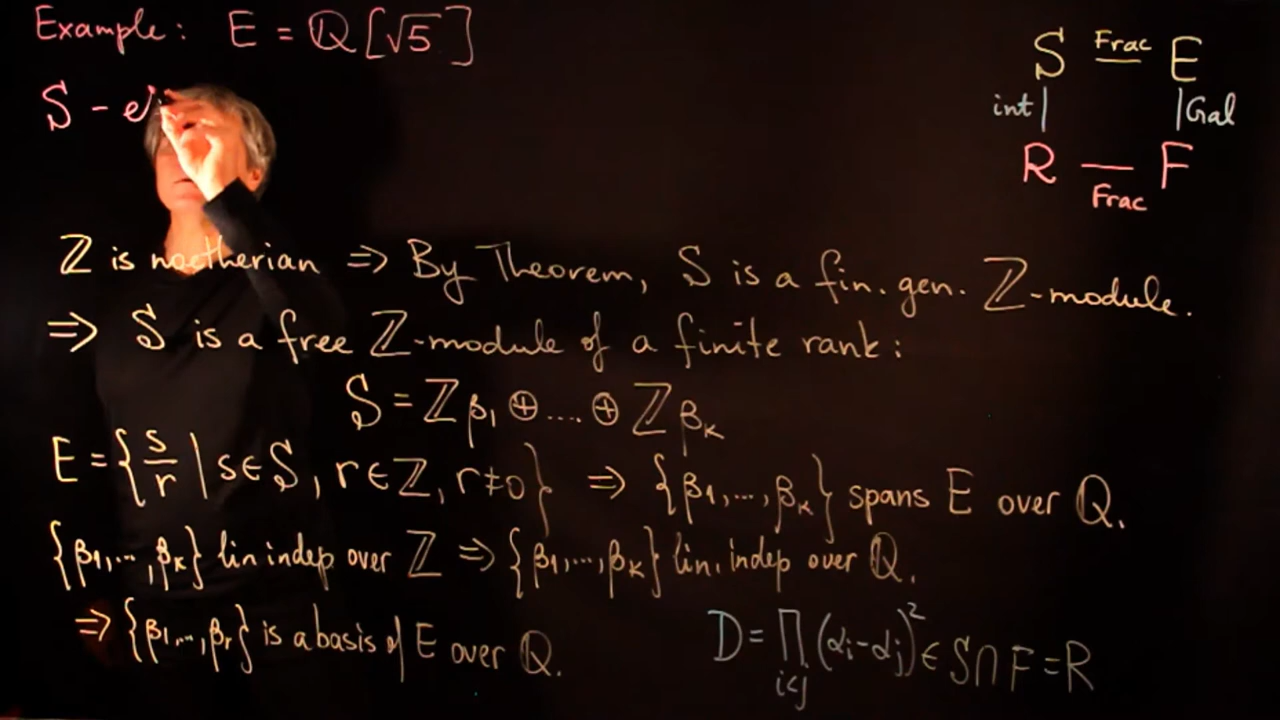 Example: E = ℚ[√5]
S - el
S Frac E
int | | Gal
R — F
Frac
ℤ is noetherian ⇒ By Theorem, S is a fin. gen. ℤ-module.
⇒ S is a free ℤ-module of a finite rank:
S = ℤβ₁ ⊕ .... ⊕ ℤβₖ
E = {s/r | s∈S, r∈ℤ, r≠0} ⇒ {β₁,...,βₖ} spans E over ℚ.
{β₁,...,βₖ} lin indep over ℤ ⇒ {β₁,...,βₖ} lin. indep over ℚ.
⇒ {β₁,...,βᵣ} is a basis of E over ℚ.
D = ∏_{i<j} (αᵢ-αⱼ)² ∈ S∩F = R